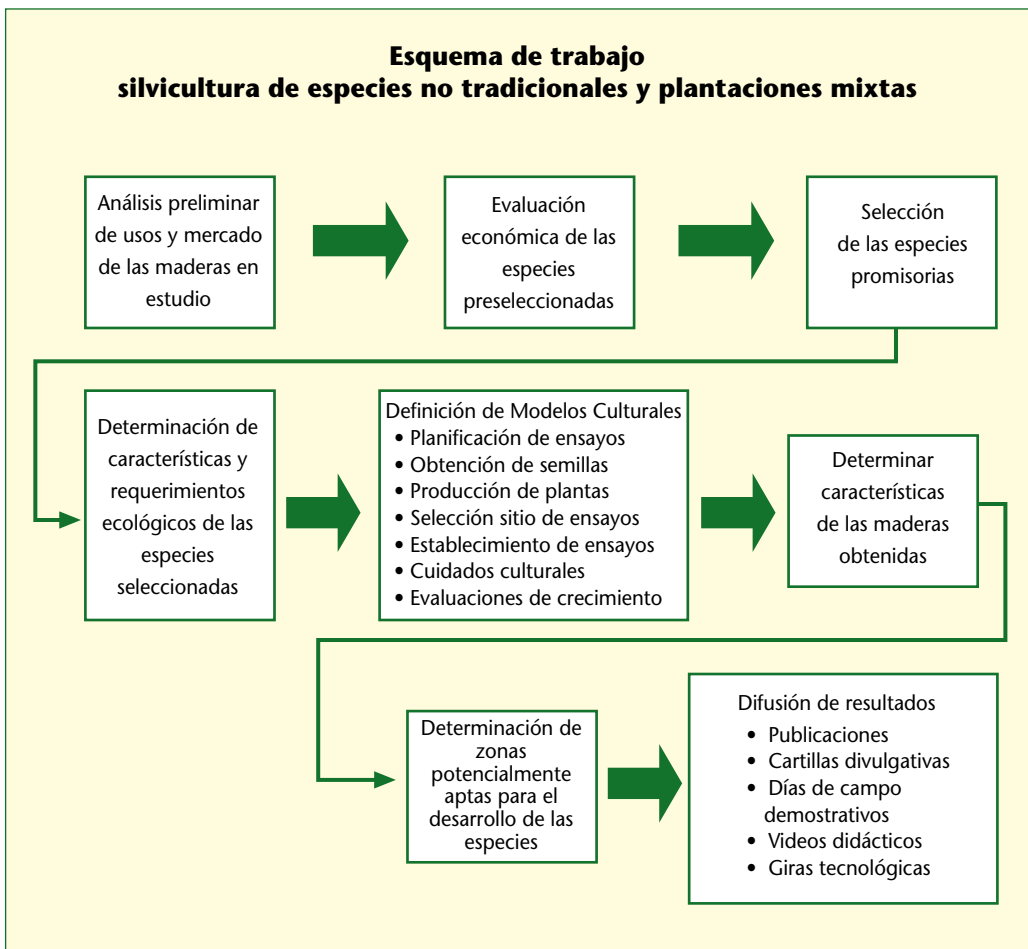 Esquema de trabajo
silvicultura de especies no tradicionales y plantaciones mixtas
Análisis preliminar
de usos y mercado
de las maderas en
estudio
Evaluación
económica de las
especies
preseleccionadas
Selección
de las especies
promisorias
Determinación de
características y
requerimientos
ecológicos de las
especies
seleccionadas
Definición de Modelos Culturales
• Planificación de ensayos
• Obtención de semillas
• Producción de plantas
• Selección sitio de ensayos
• Establecimiento de ensayos
• Cuidados culturales
• Evaluaciones de crecimiento
Determinar
características
de las maderas
obtenidas
Determinación de
zonas
potencialmente
aptas para el
desarrollo de las
especies
Difusión de resultados
• Publicaciones
• Cartillas divulgativas
• Días de campo
demostrativos
• Videos didácticos
• Giras tecnológicas